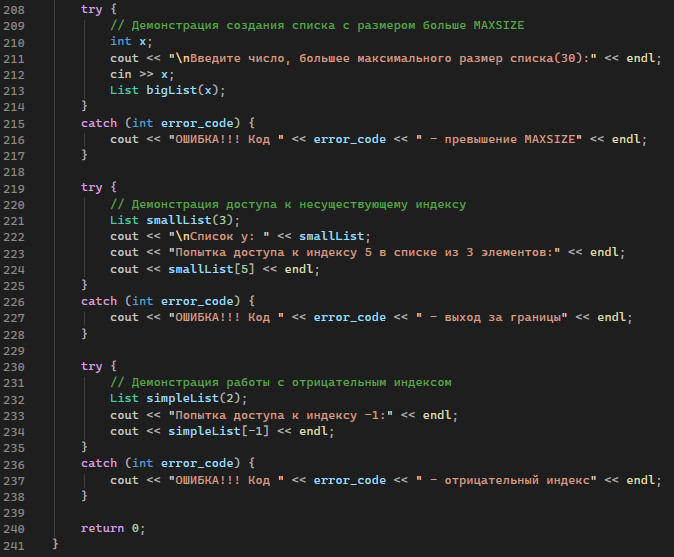 208     try {
209         // Демонстрация создания списка с размером больше MAXSIZE
210         int x;
211         cout << "\nВведите число, большее максимального размер списка(30):" << endl;
212         cin >> x;
213         List bigList(x);
214     }
215     catch (int error_code) {
216         cout << "ОШИБКА!!! Код " << error_code << " – превышение MAXSIZE" << endl;
217     }
218
219     try {
220         // Демонстрация доступа к несуществующему индексу
221         List smallList(3);
222         cout << "\nСписок y: " << smallList;
223         cout << "Попытка доступа к индексу 5 в списке из 3 элементов:" << endl;
224         cout << smallList[5] << endl;
225     }
226     catch (int error_code) {
227         cout << "ОШИБКА!!! Код " << error_code << " – выход за границы" << endl;
228     }
229
230     try {
231         // Демонстрация работы с отрицательным индексом
232         List simpleList(2);
233         cout << "Попытка доступа к индексу -1:" << endl;
234         cout << simpleList[-1] << endl;
235     }
236     catch (int error_code) {
237         cout << "ОШИБКА!!! Код " << error_code << " – отрицательный индекс" << endl;
238     }
239
240     return 0;
241 }